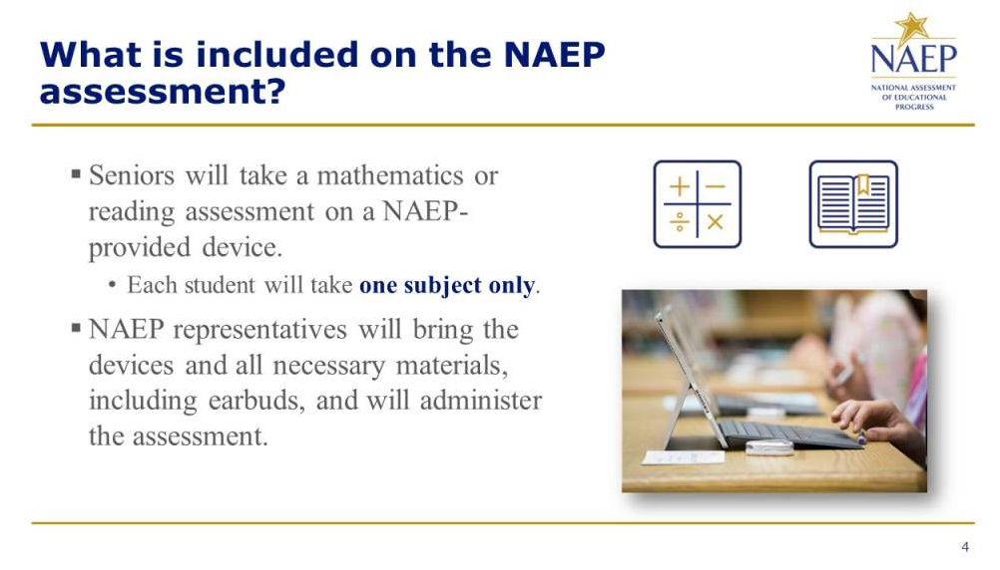 What is included on the NAEP
assessment?
NAEP
NATIONAL ASSESSMENT
OF EDUCATIONAL
PROGRESS
▪ Seniors will take a mathematics or
reading assessment on a NAEP-
provided device.
• Each student will take one subject only.
▪ NAEP representatives will bring the
devices and all necessary materials,
including earbuds, and will administer
the assessment.
4